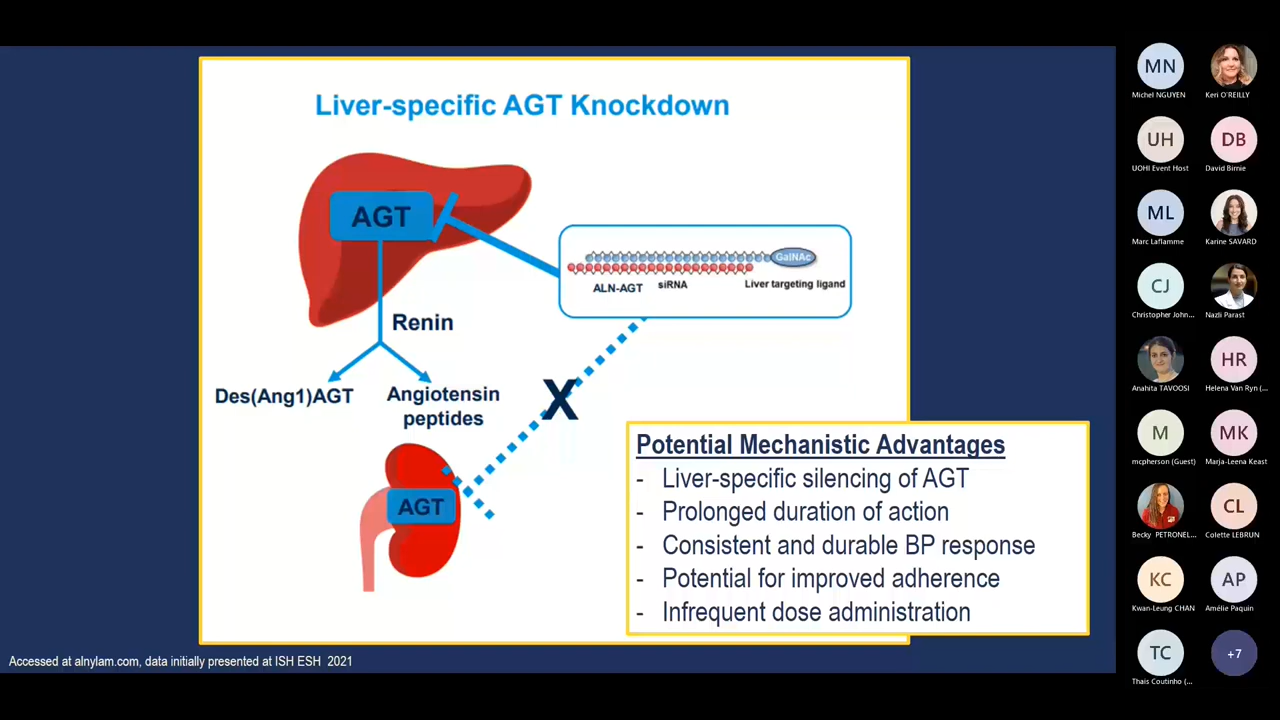 Liver-specific AGT Knockdown
AGT
GalNAc
ALN-AGT siRNA Liver targeting ligand
Renin
Des(Ang1)AGT
Angiotensin
peptides
X
AGT
Potential Mechanistic Advantages
- Liver-specific silencing of AGT
- Prolonged duration of action
- Consistent and durable BP response
- Potential for improved adherence
- Infrequent dose administration
Accessed at alnylam.com, data initially presented at ISH ESH 2021
MN
Michel NGUYEN
Keri O'REILLY
UH
UOHI Event Host
DB
David Birnie
ML
Marc Laflamme
Karine SAVARD
CJ
Christopher John...
Nazli Parast
Anahita TAVOOSI
HR
Helena Van Ryn (...
M
mcpherson (Guest)
MK
Marja-Leena Keast
Becky PETRONEL...
CL
Colette LEBRUN
KC
Kwan-Leung CHAN
AP
Amélie Paquin
TC
Thais Coutinho (...
+7